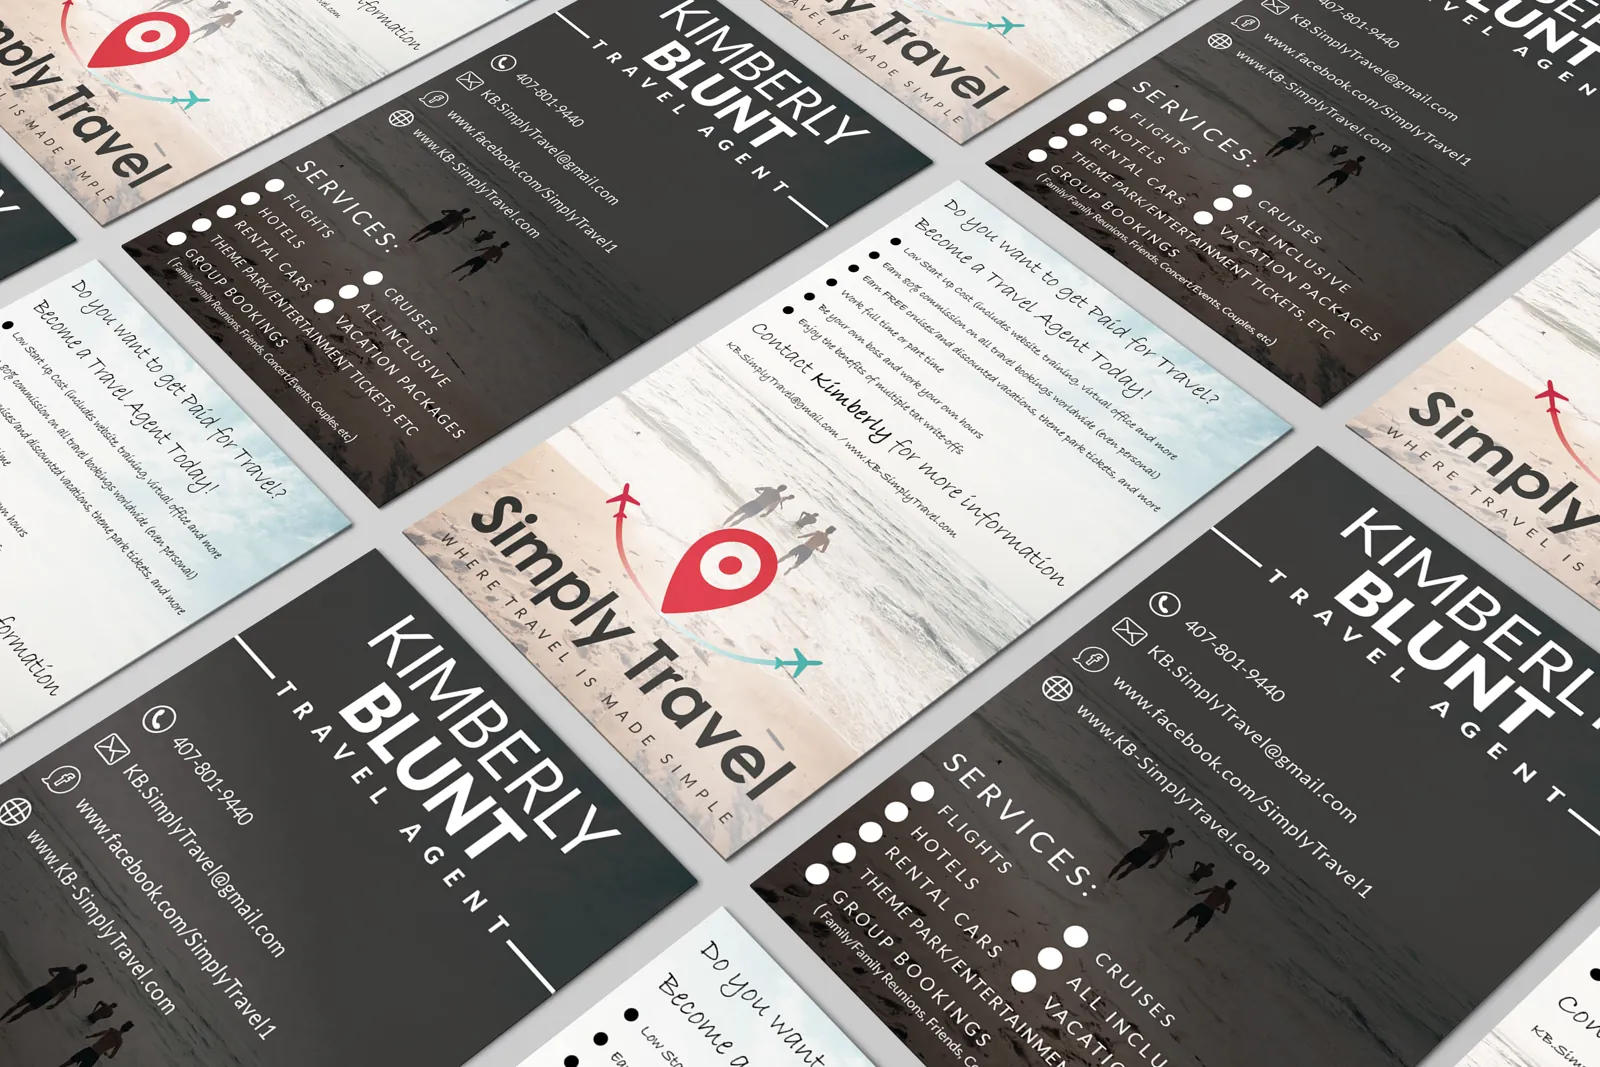 KIMBERLY
BLUNT
TRAVEL AGENT
407-801-9440
KB.SimplyTravel@gmail.com
www.facebook.com/SimplyTravel1
www.KB-SimplyTravel.com
SERVICES:
FLIGHTS
HOTELS
RENTAL CARS
THEME PARK/ENTERTAINMENT TICKETS, ETC
GROUP BOOKINGS
(Family/Family Reunions, Friends, Concert/Events, Couples, etc)
CRUISES
ALL INCLUSIVE
VACATION PACKAGES
Do you want to get Paid for Travel?
Become a Travel Agent Today!
Low Start up Cost (includes website, training, virtual office and more
Earn 80% commission on all travel bookings worldwide (even personal)
Earn FREE cruises/and discounted vacations, theme park tickets, and more
Work full time or part time
Be your own boss and work your own hours
Enjoy the benefits of multiple tax write-offs
Contact Kimberly for more information
KB.SimplyTravel@gmail.com / www.KB-SimplyTravel.com
Simply Travel
WHERE TRAVEL IS MADE SIMPLE